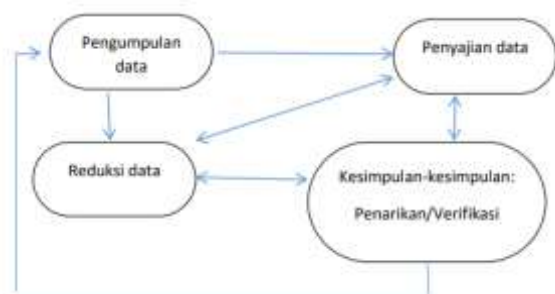 Pengumpulan
data
Penyajian data
Reduksi data
Kesimpulan-kesimpulan:
Penarikan/Verifikasi